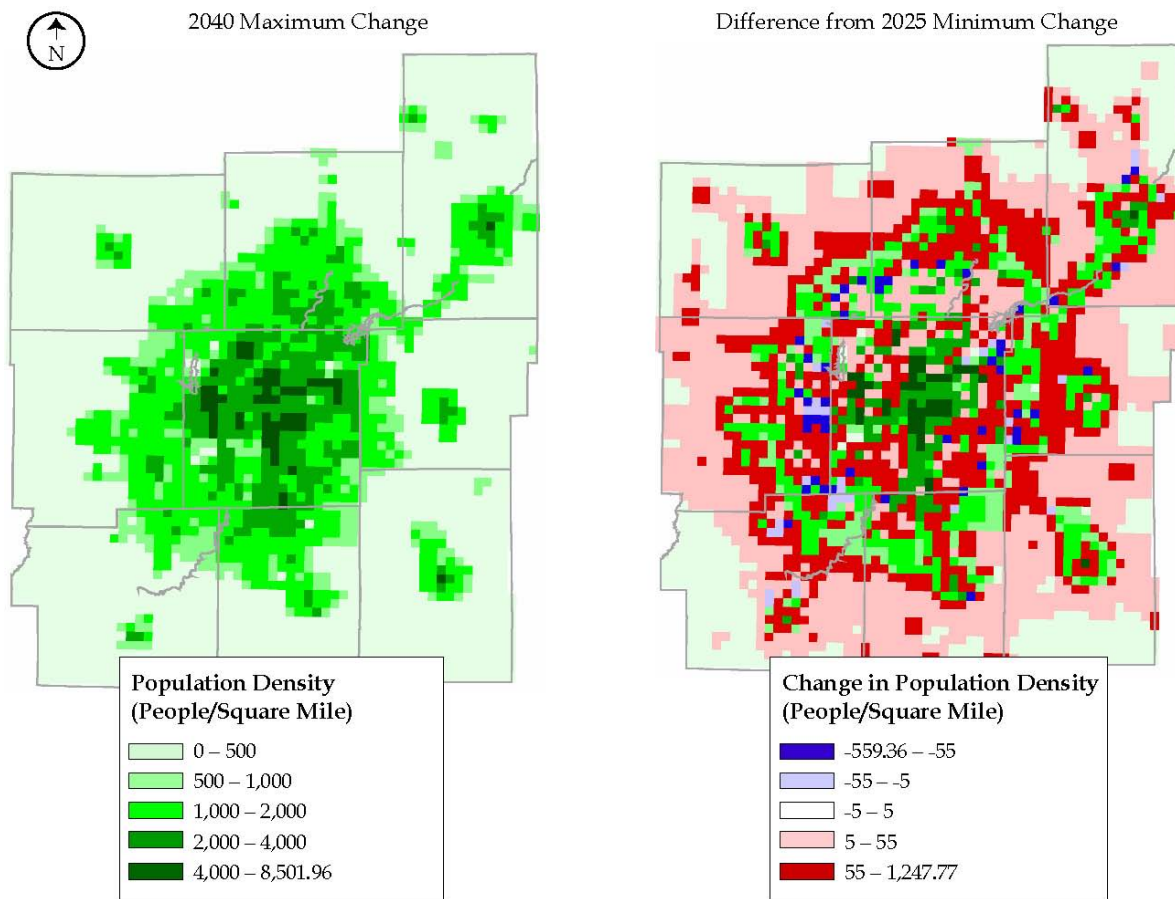 2040 Maximum Change
Difference from 2025 Minimum Change
N
Population Density
(People/Square Mile)
0 – 500
500 – 1,000
1,000 – 2,000
2,000 – 4,000
4,000 – 8,501.96
Change in Population Density
(People/Square Mile)
-559.36 – -55
-55 – -5
-5 – 5
5 – 55
55 – 1,247.77